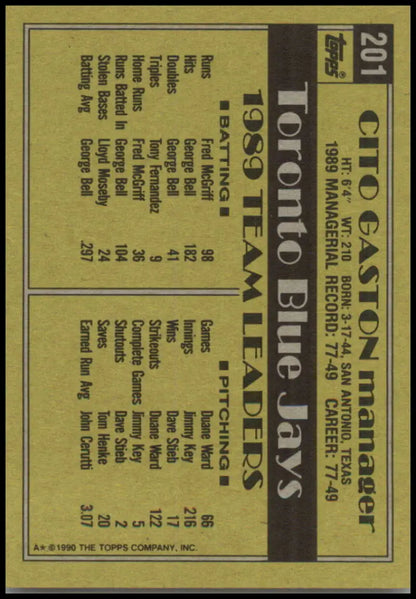 201
Topps®
CITO GASTON manager
HT: 6'4" WT: 210 BORN: 3-17-44, SAN ANTONIO, TEXAS
1989 MANAGERIAL RECORD: 77-49 CAREER: 77-49
Toronto Blue Jays
1989 TEAM LEADERS
■ BATTING ■
Runs Fred McGriff 98
Hits George Bell 182
Doubles George Bell 41
Triples Tony Fernandez 9
Home Runs Fred McGriff 36
Runs Batted In George Bell 104
Stolen Bases Lloyd Moseby 24
Batting Avg George Bell .297
■ PITCHING ■
Games Duane Ward 66
Innings Jimmy Key 216
Wins Dave Stieb 17
Strikeouts Duane Ward 122
Complete Games Jimmy Key 5
Shutouts Dave Stieb 2
Saves Tom Henke 20
Earned Run Avg John Cerutti 3.07
A★ ©1990 THE TOPPS COMPANY, INC.